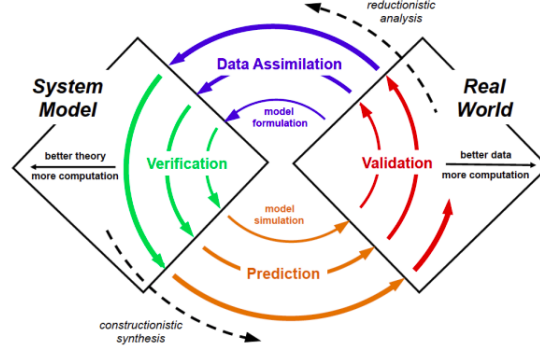 reductionistic
analysis
System
Model
Data Assimilation
Real
World
model
formulation
better theory
more computation
Verification
Validation
better data
more computation
model
simulation
Prediction
constructionistic
synthesis